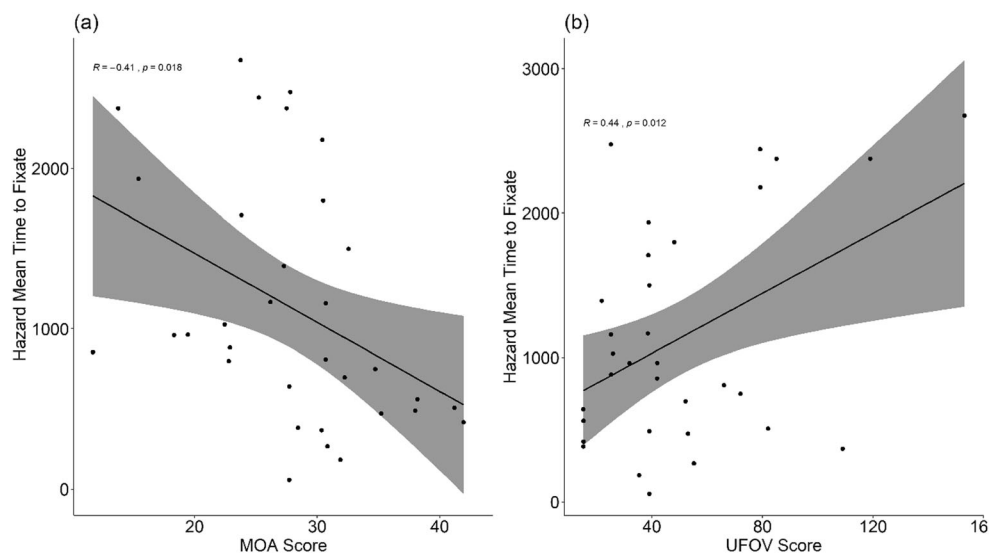 (a)
R = −0.41 , p = 0.018
Hazard Mean Time to Fixate
2000
1000
0
20
30
40
MOA Score
(b)
R = 0.44 , p = 0.012
Hazard Mean Time to Fixate
3000
2000
1000
0
40
80
120
16
UFOV Score